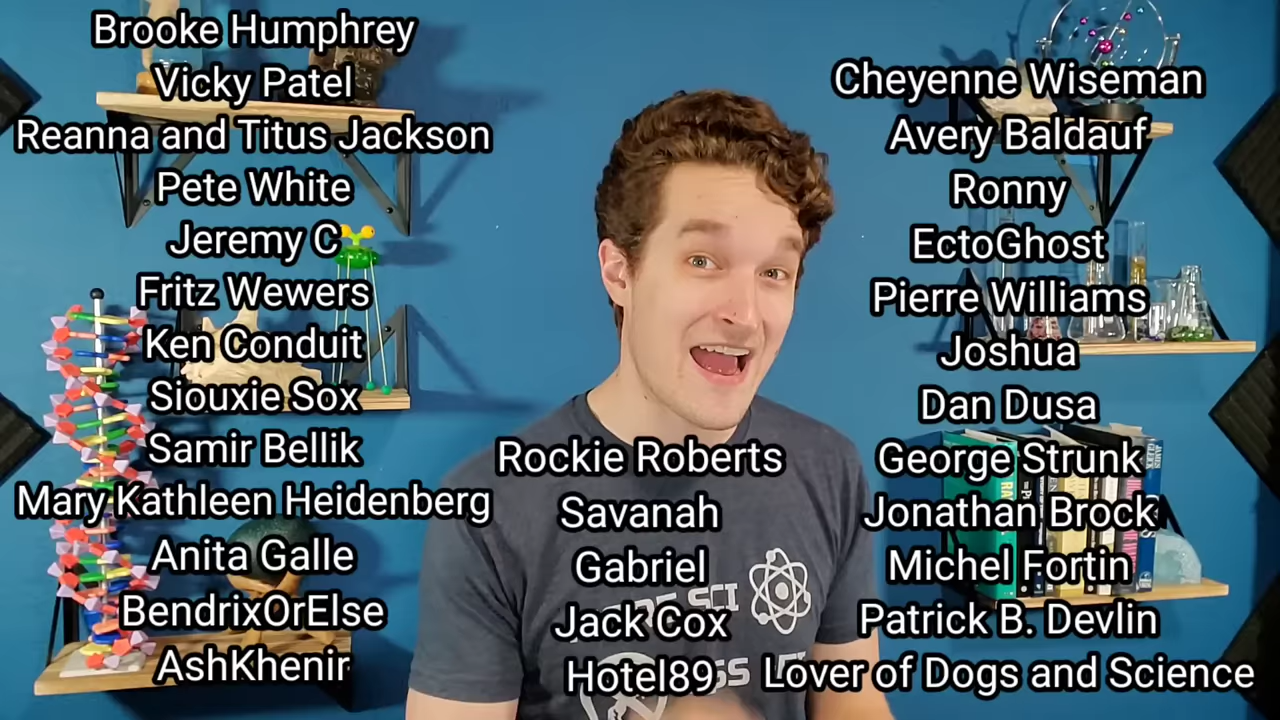 Brooke Humphrey
Vicky Patel
Reanna and Titus Jackson
Pete White
Jeremy C
Fritz Wewers
Ken Conduit
Siouxie Sox
Samir Bellik
Mary Kathleen Heidenberg
Anita Galle
BendrixOrElse
AshKhenir
Rockie Roberts
Savanah
Gabriel
Jack Cox
Hotel89
Cheyenne Wiseman
Avery Baldauf
Ronny
EctoGhost
Pierre Williams
Joshua
Dan Dusa
George Strunk
Jonathan Brock
Michel Fortin
Patrick B. Devlin
Lover of Dogs and Science
SCI